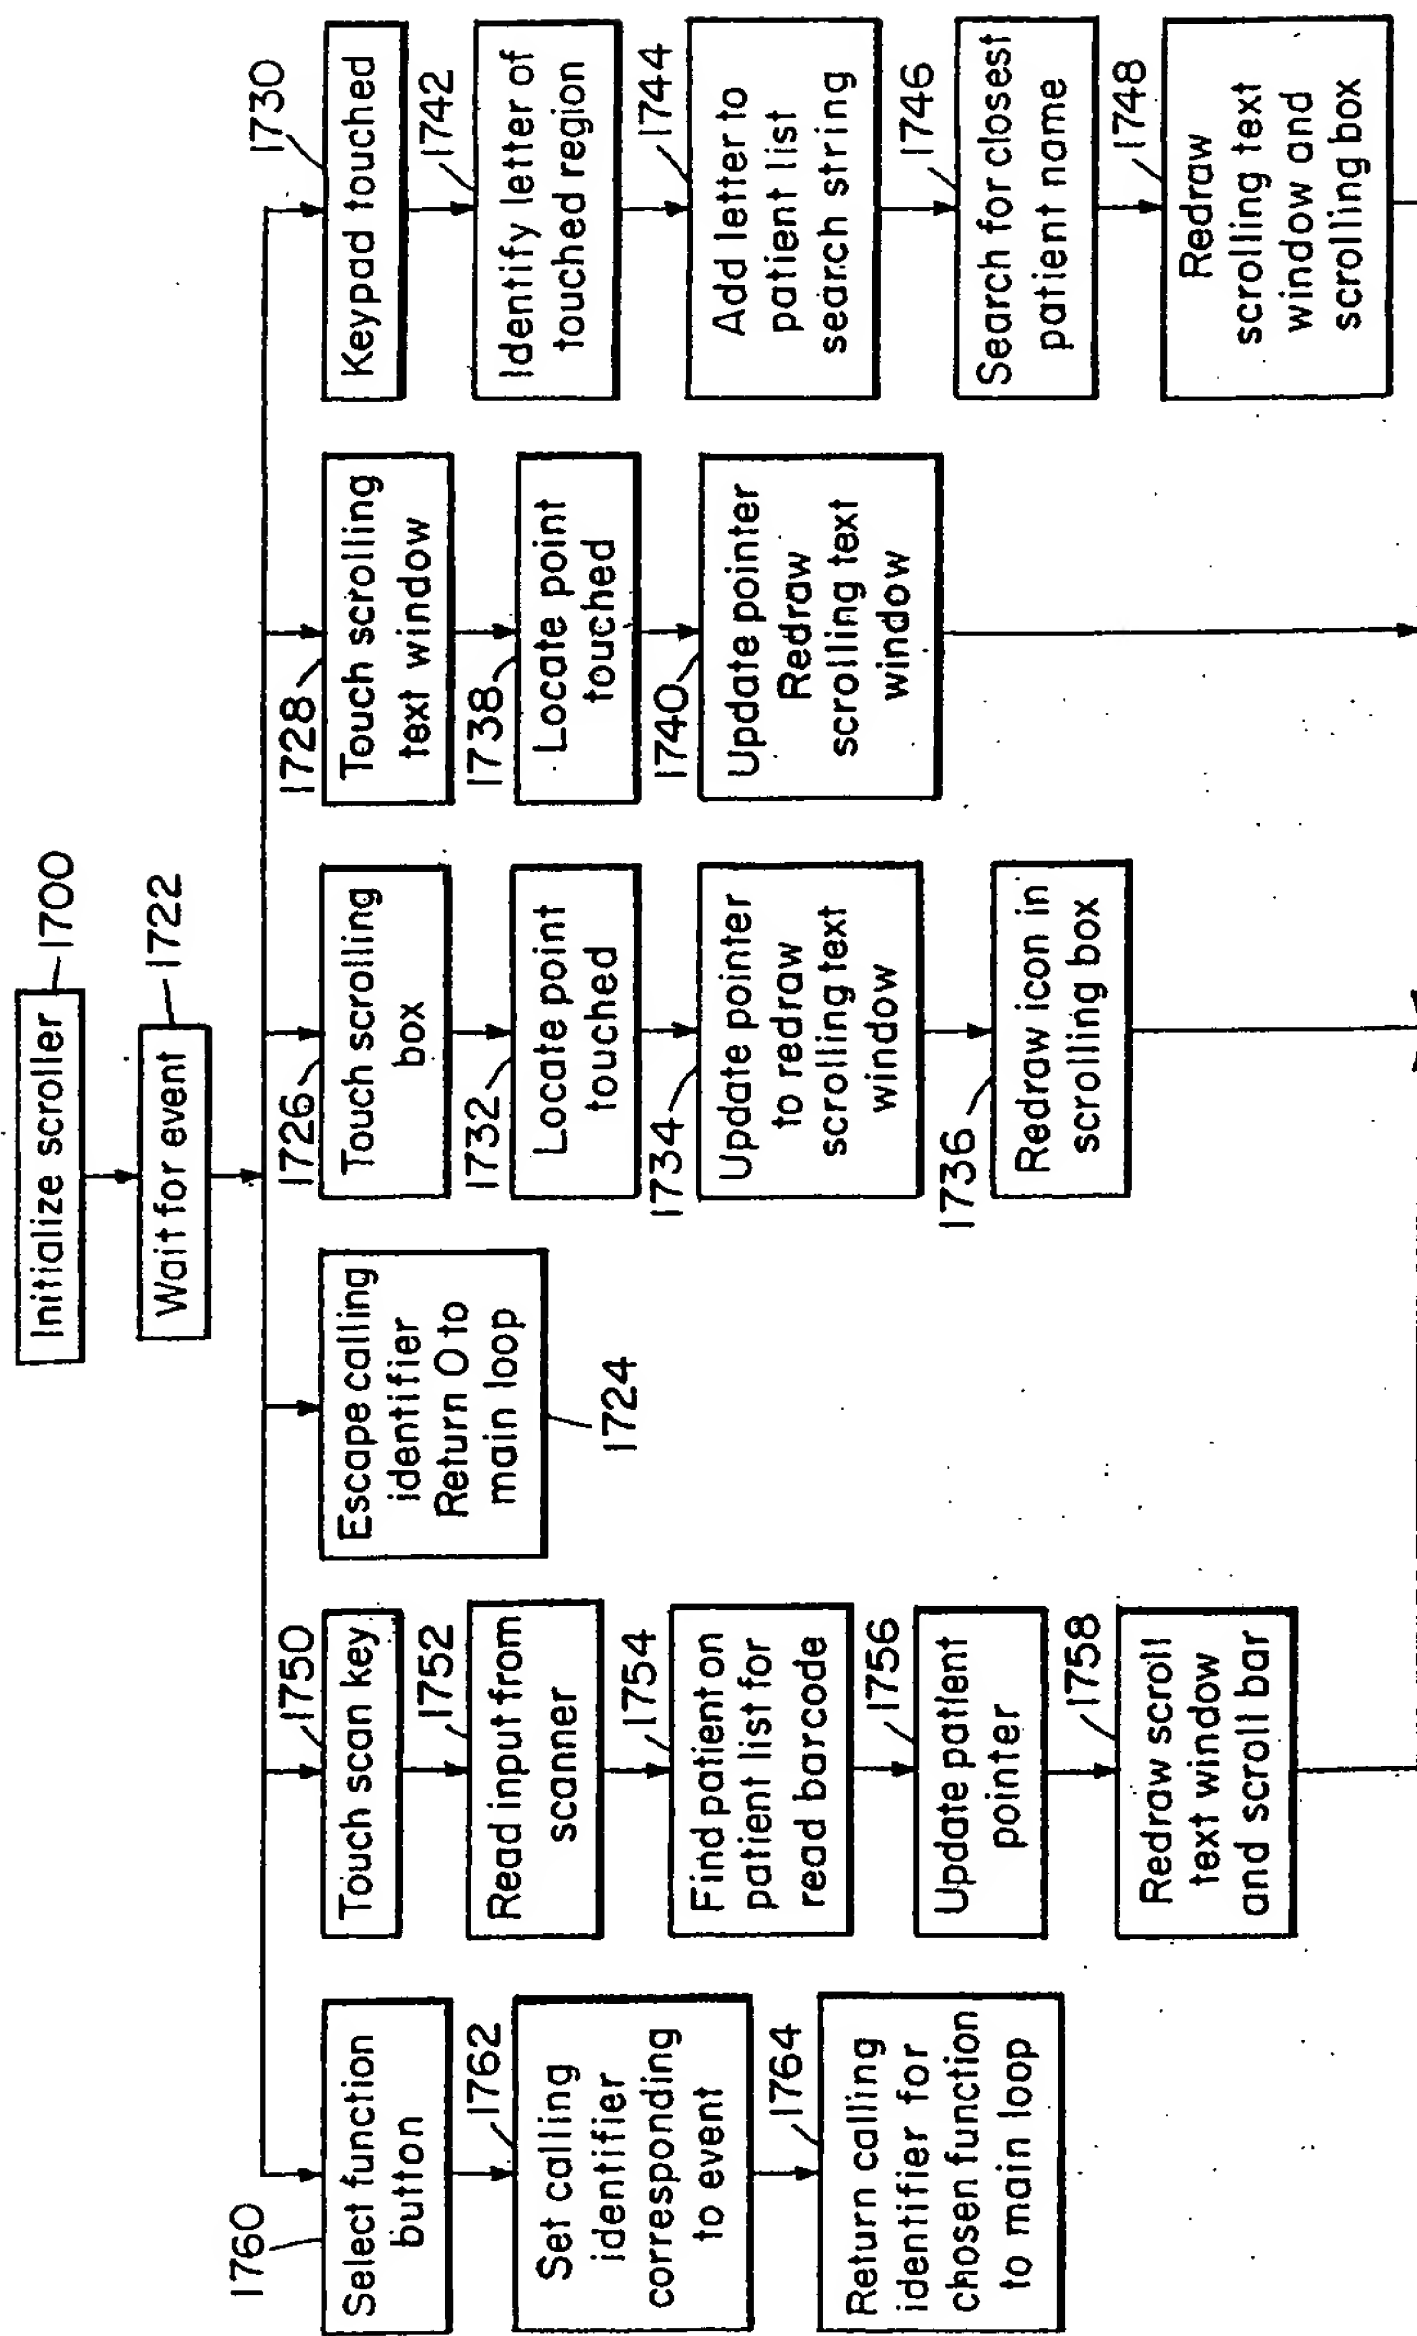 Initialize scroller
1700
Wait for event
1722
1760
Select function
button
1762
Set calling
identifier
corresponding
to event
1764
Return calling
identifier for
chosen function
to main loop
1750
Touch scan key
1752
Read input from
scanner
1754
Find patient on
patient list for
read barcode
1756
Update patient
pointer
1758
Redraw scroll
text window
and scroll bar
Escape calling
identifier
Return 0 to
main loop
1724
1726
Touch scrolling
box
1732
Locate point
touched
1734
Update pointer
to redraw
scrolling text
window
1736
Redraw icon in
scrolling box
1728
Touch scrolling
text window
1738
Locate point
touched
1740
Update pointer
Redraw
scrolling text
window
1730
Keypad touched
1742
Identify letter of
touched region
1744
Add letter to
patient list
search string
1746
Search for closest
patient name
1748
Redraw
scrolling text
window and
scrolling box